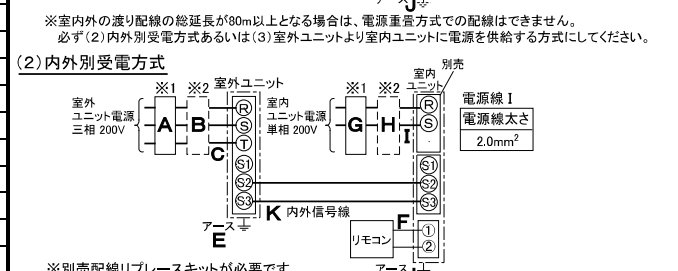 ※室内外の渡り配線の総延長が80m以上となる場合は、電源重畳方式での配線はできません。
必ず(2)内外別受電方式あるいは(3)室外ユニットより室内ユニットに電源を供給する方式にしてください。
(2)内外別受電方式
室外
ユニット電源
三相 200V
※1
A
※2
B
C
室外ユニット
R
S
T
S1
S2
S3
アース
E
室内
ユニット電源
単相 200V
※1
G
※2
H
I
室内
ユニット
別売
R
S
S1
S2
S3
K 内外信号線
リモコン
F
①
②
アース
電源線 I
電源線太さ
2.0mm²
※別売配線リプレースキットが必要です